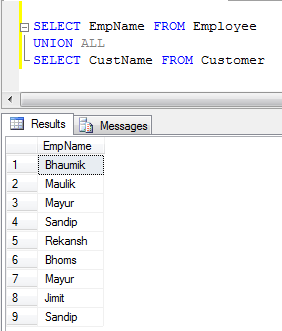 SELECT EmpName FROM Employee
UNION ALL
SELECT CustName FROM Customer
Results Messages
EmpName
1 Bhaumik
2 Maulik
3 Mayur
4 Sandip
5 Rekansh
6 Bhoms
7 Mayur
8 Jimit
9 Sandip